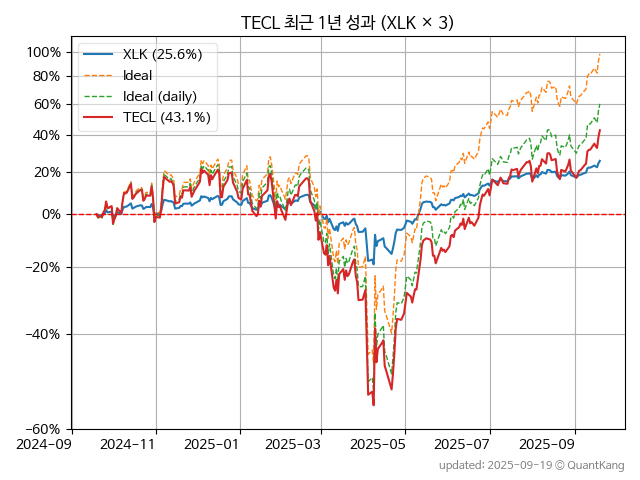 TECL 최근 1년 성과 (XLK × 3)
100%
80%
60%
40%
20%
0%
−20%
−40%
−60%
XLK (25.6%)
Ideal
Ideal (daily)
TECL (43.1%)
2024-09
2024-11
2025-01
2025-03
2025-05
2025-07
2025-09
updated: 2025-09-19 © QuantKang